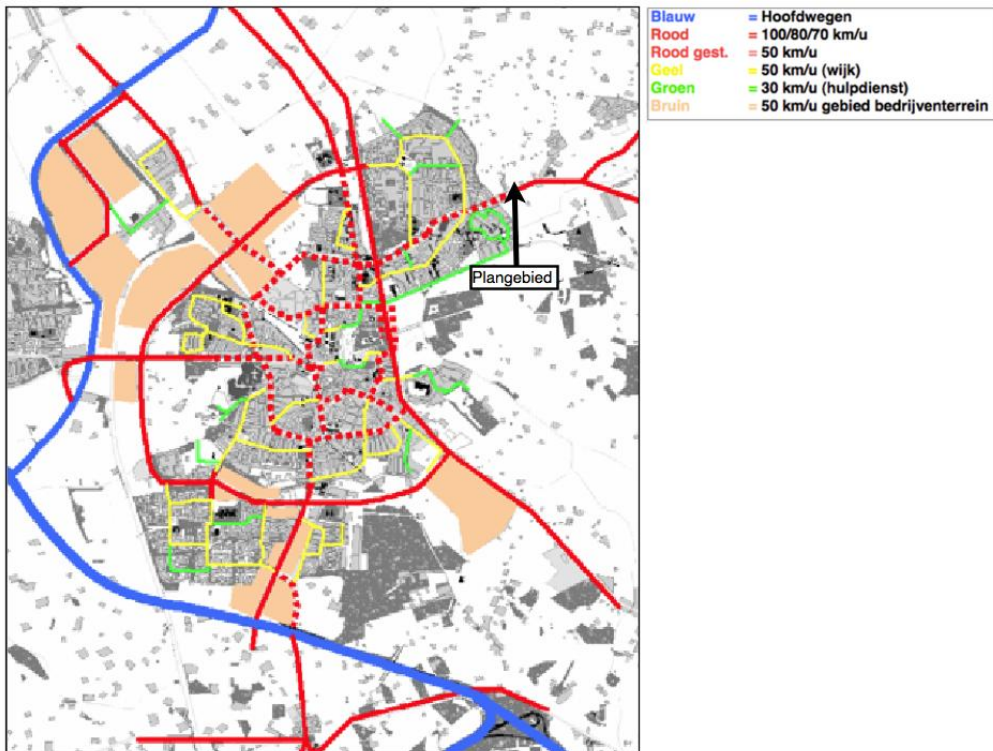 Blauw = Hoofdwegen
Rood = 100/80/70 km/u
Rood gest. = 50 km/u
Geel = 50 km/u (wijk)
Groen = 30 km/u (hulpdienst)
Bruin = 50 km/u gebied bedrijventerrein
Plangebied